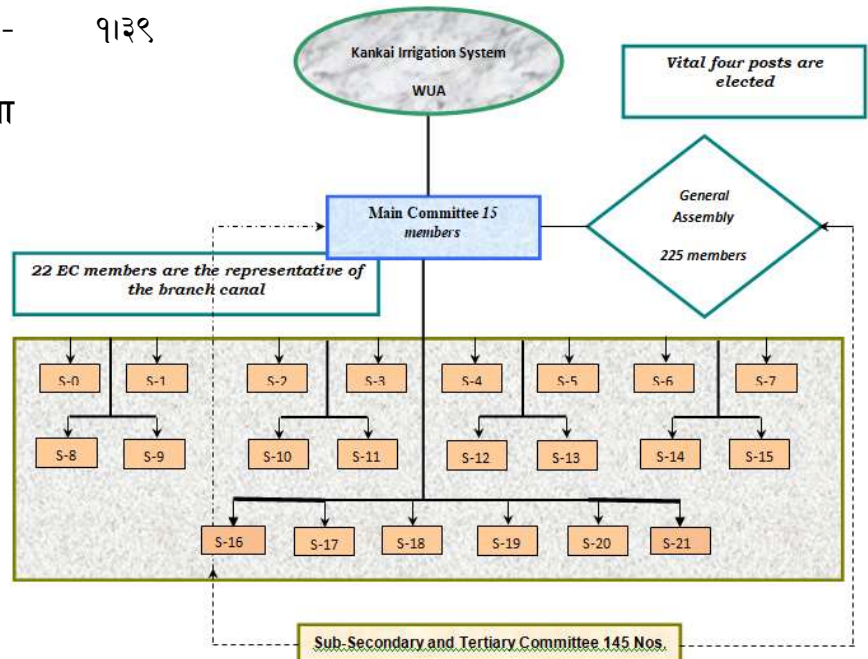 - १।३९
ा
Kankai Irrigation System
WUA
Vital four posts are
elected
General
Assembly
225 members
Main Committee 15
members
22 EC members are the representative of
the branch canal
S-0 S-1 S-2 S-3 S-4 S-5 S-6 S-7
S-8 S-9 S-10 S-11 S-12 S-13 S-14 S-15
S-16 S-17 S-18 S-19 S-20 S-21
Sub-Secondary and Tertiary Committee 145 Nos.